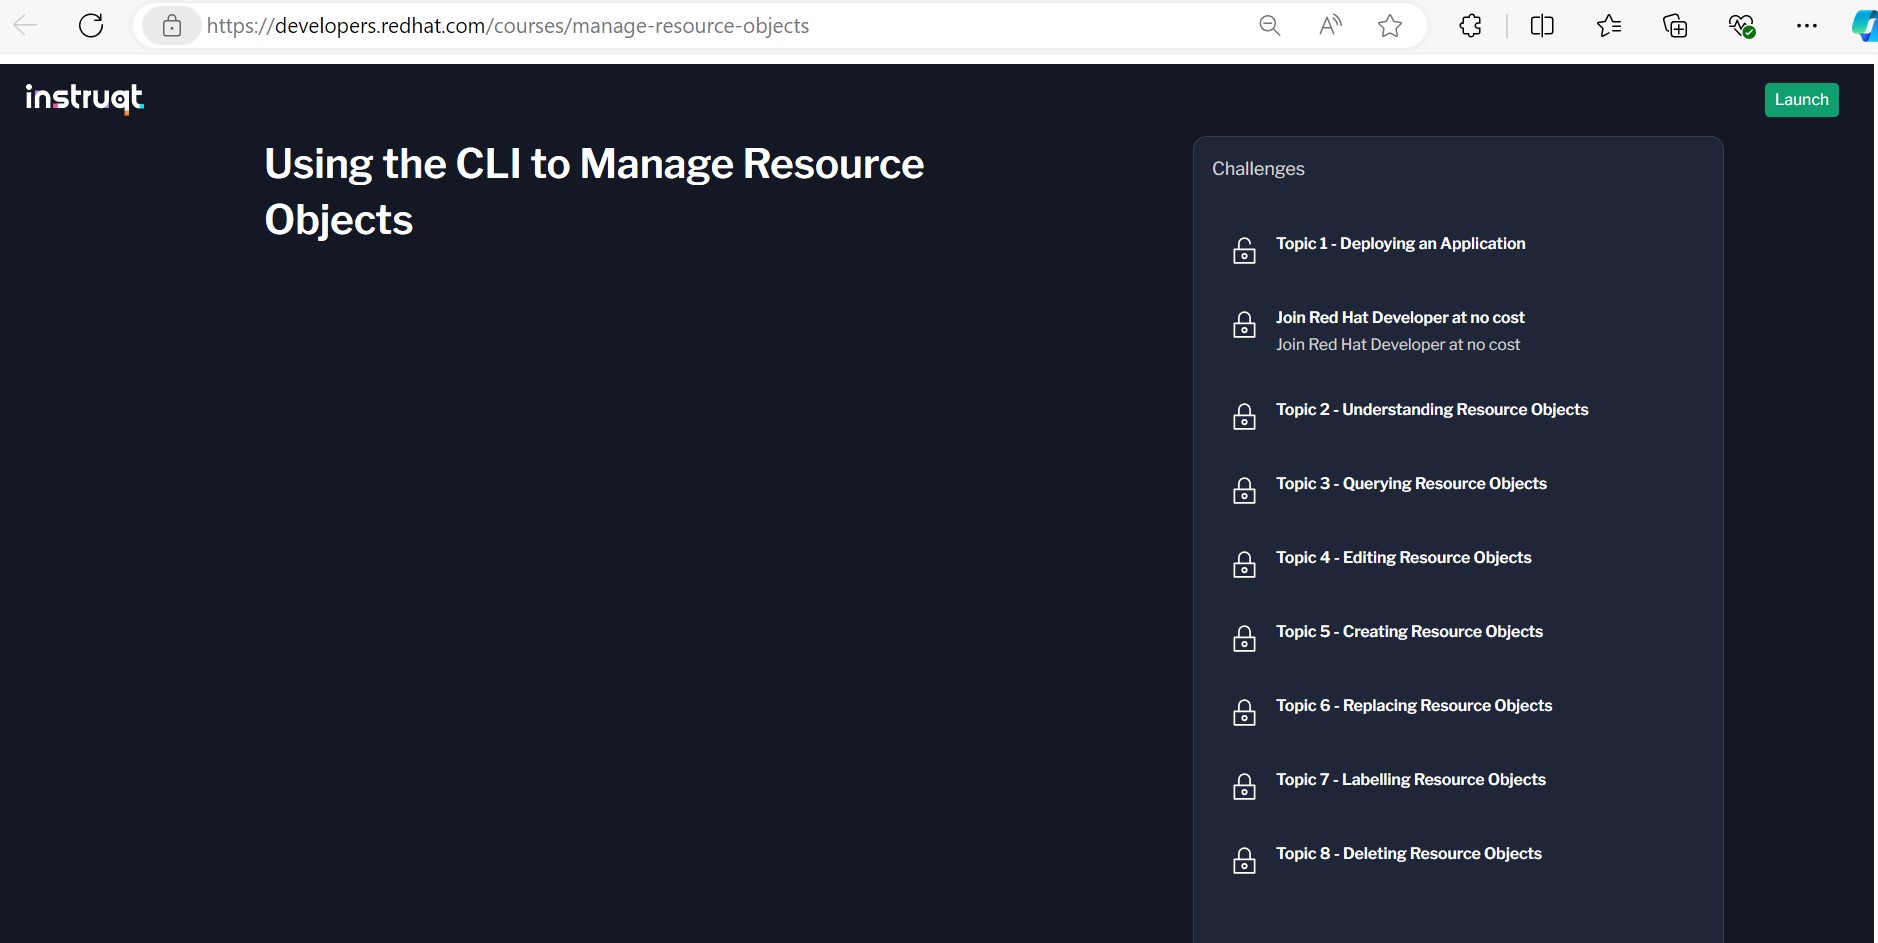 https://developers.redhat.com/courses/manage-resource-objects
instruqt
Launch
Using the CLI to Manage Resource
Objects
Challenges
Topic 1 - Deploying an Application
Join Red Hat Developer at no cost
Join Red Hat Developer at no cost
Topic 2 - Understanding Resource Objects
Topic 3 - Querying Resource Objects
Topic 4 - Editing Resource Objects
Topic 5 - Creating Resource Objects
Topic 6 - Replacing Resource Objects
Topic 7 - Labelling Resource Objects
Topic 8 - Deleting Resource Objects